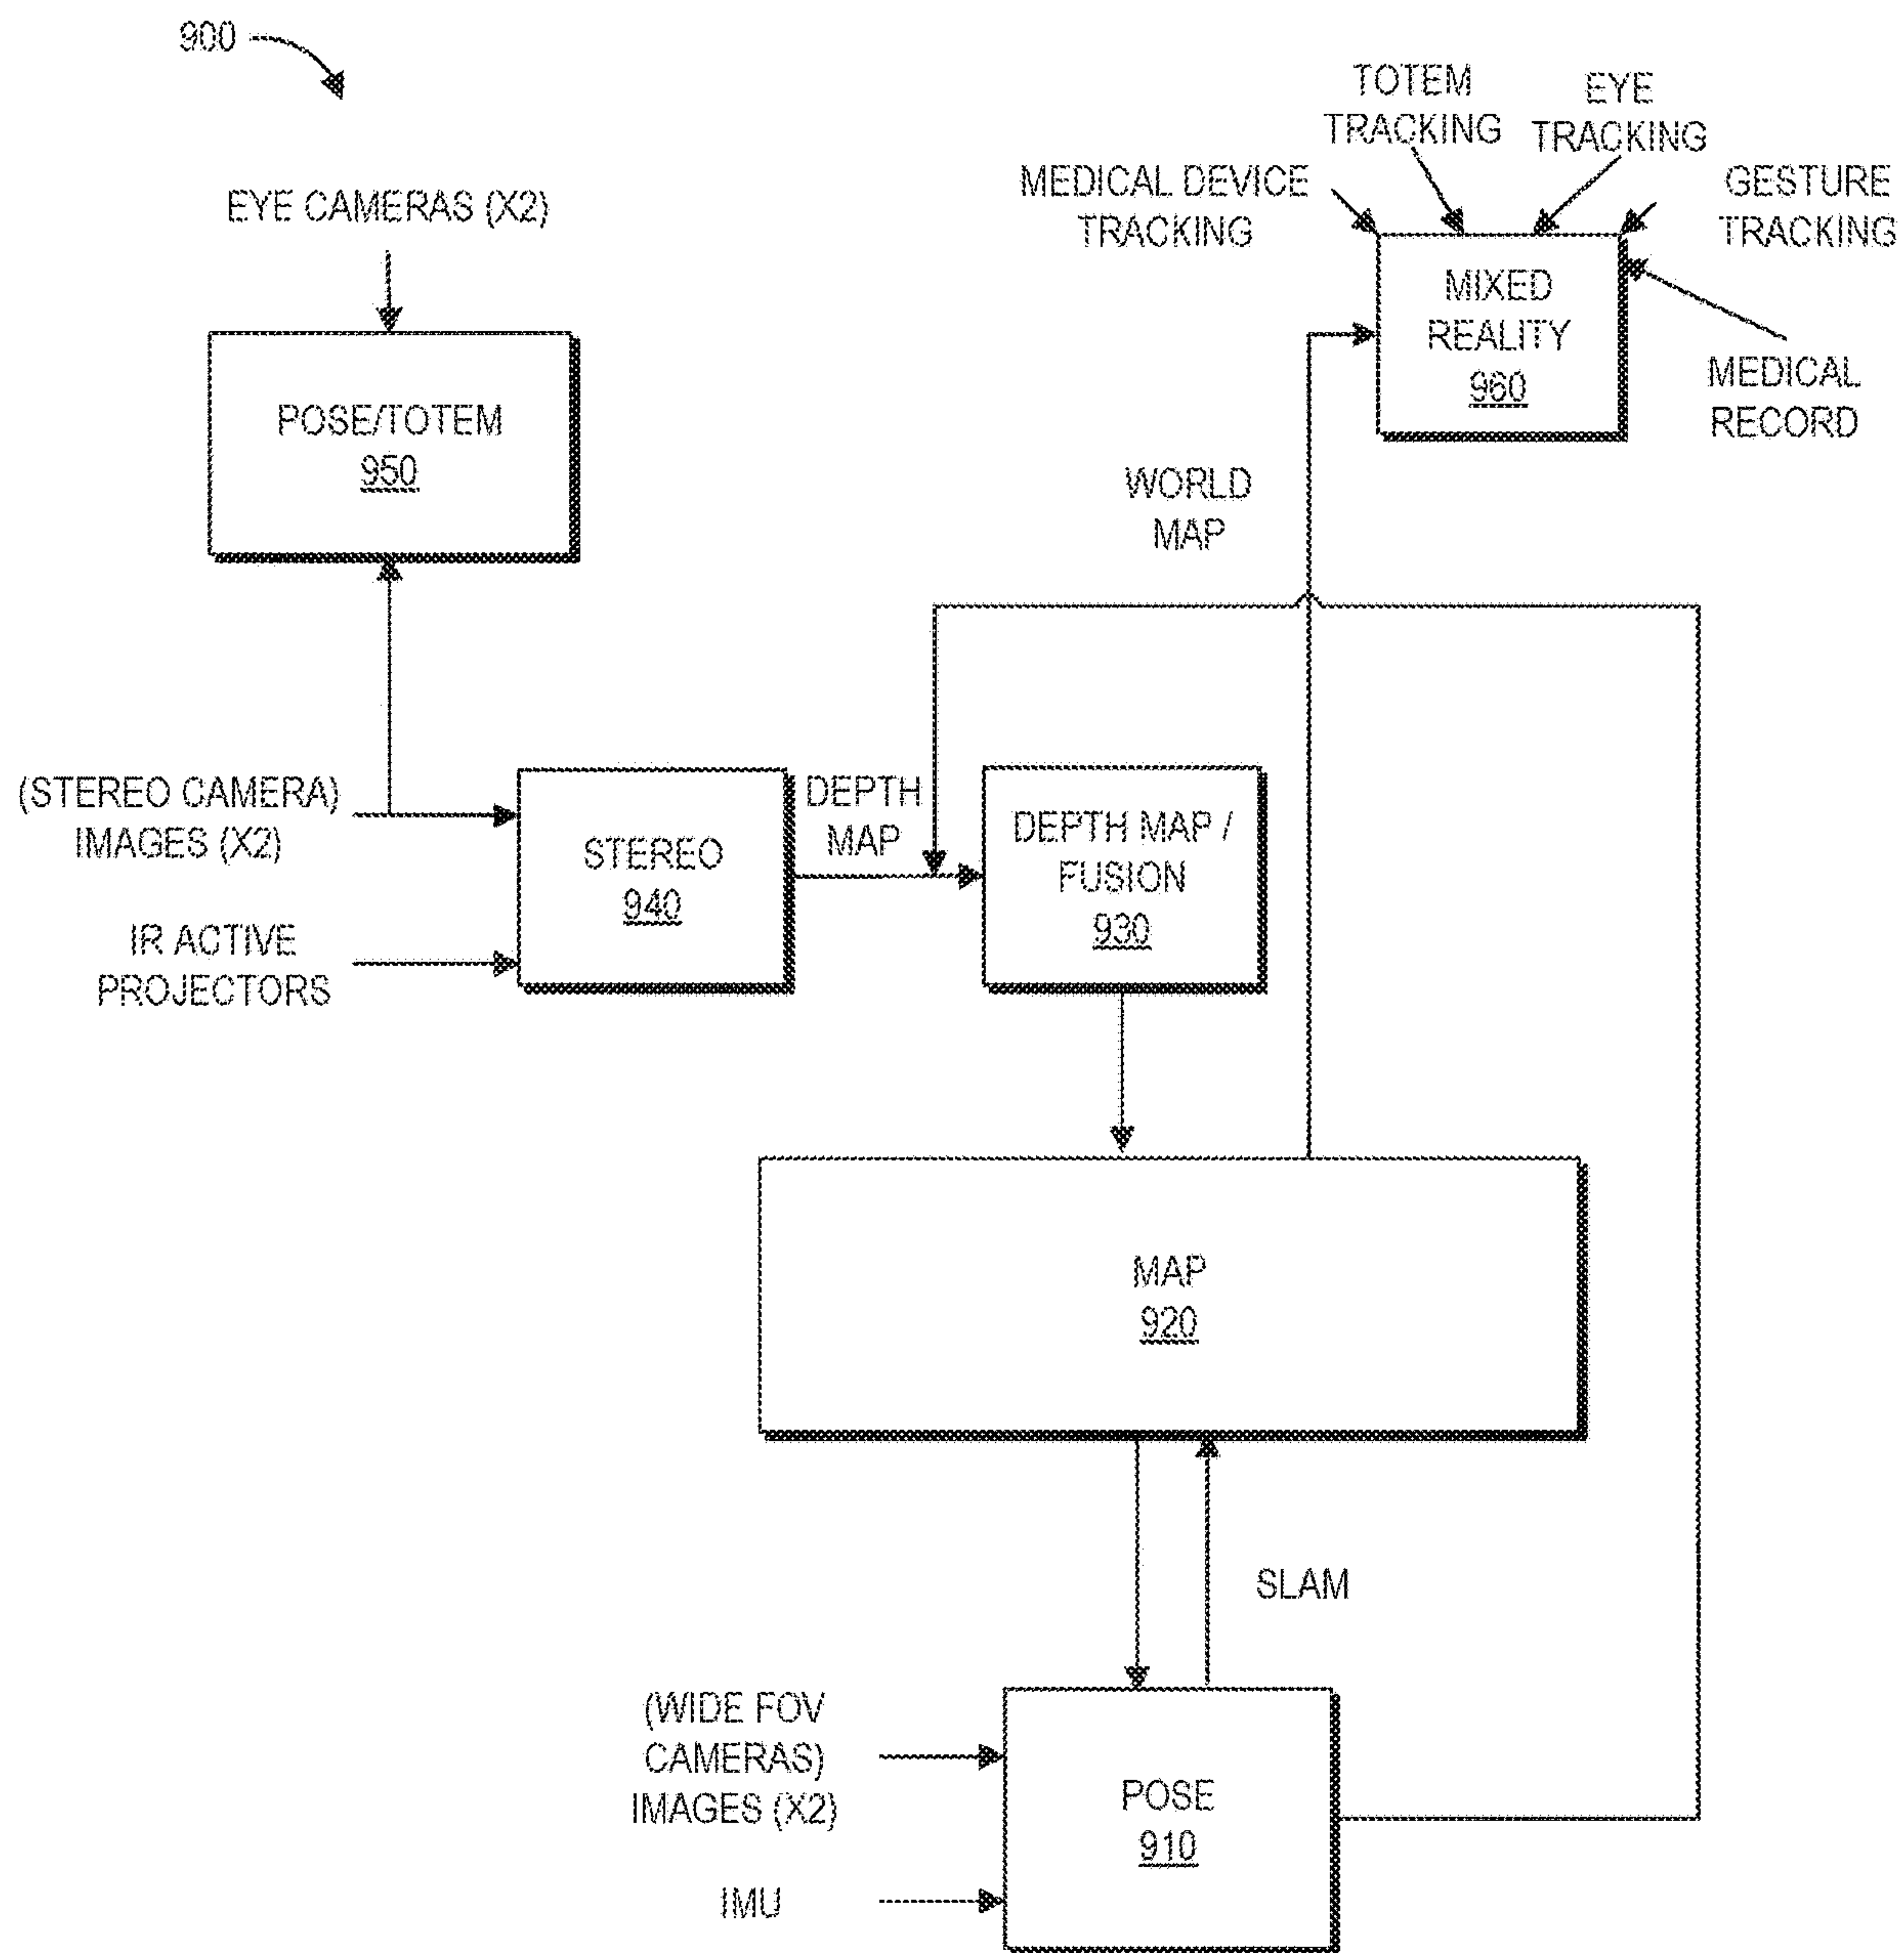 900
EYE CAMERAS (X2)
POSE/TOTEM
950
TOTEM
TRACKING
EYE
TRACKING
MEDICAL DEVICE
TRACKING
GESTURE
TRACKING
MIXED
REALITY
960
MEDICAL
RECORD
WORLD
MAP
(STEREO CAMERA)
IMAGES (X2)
IR ACTIVE
PROJECTORS
STEREO
940
DEPTH
MAP
DEPTH MAP /
FUSION
930
MAP
920
SLAM
(WIDE FOV
CAMERAS)
IMAGES (X2)
IMU
POSE
910